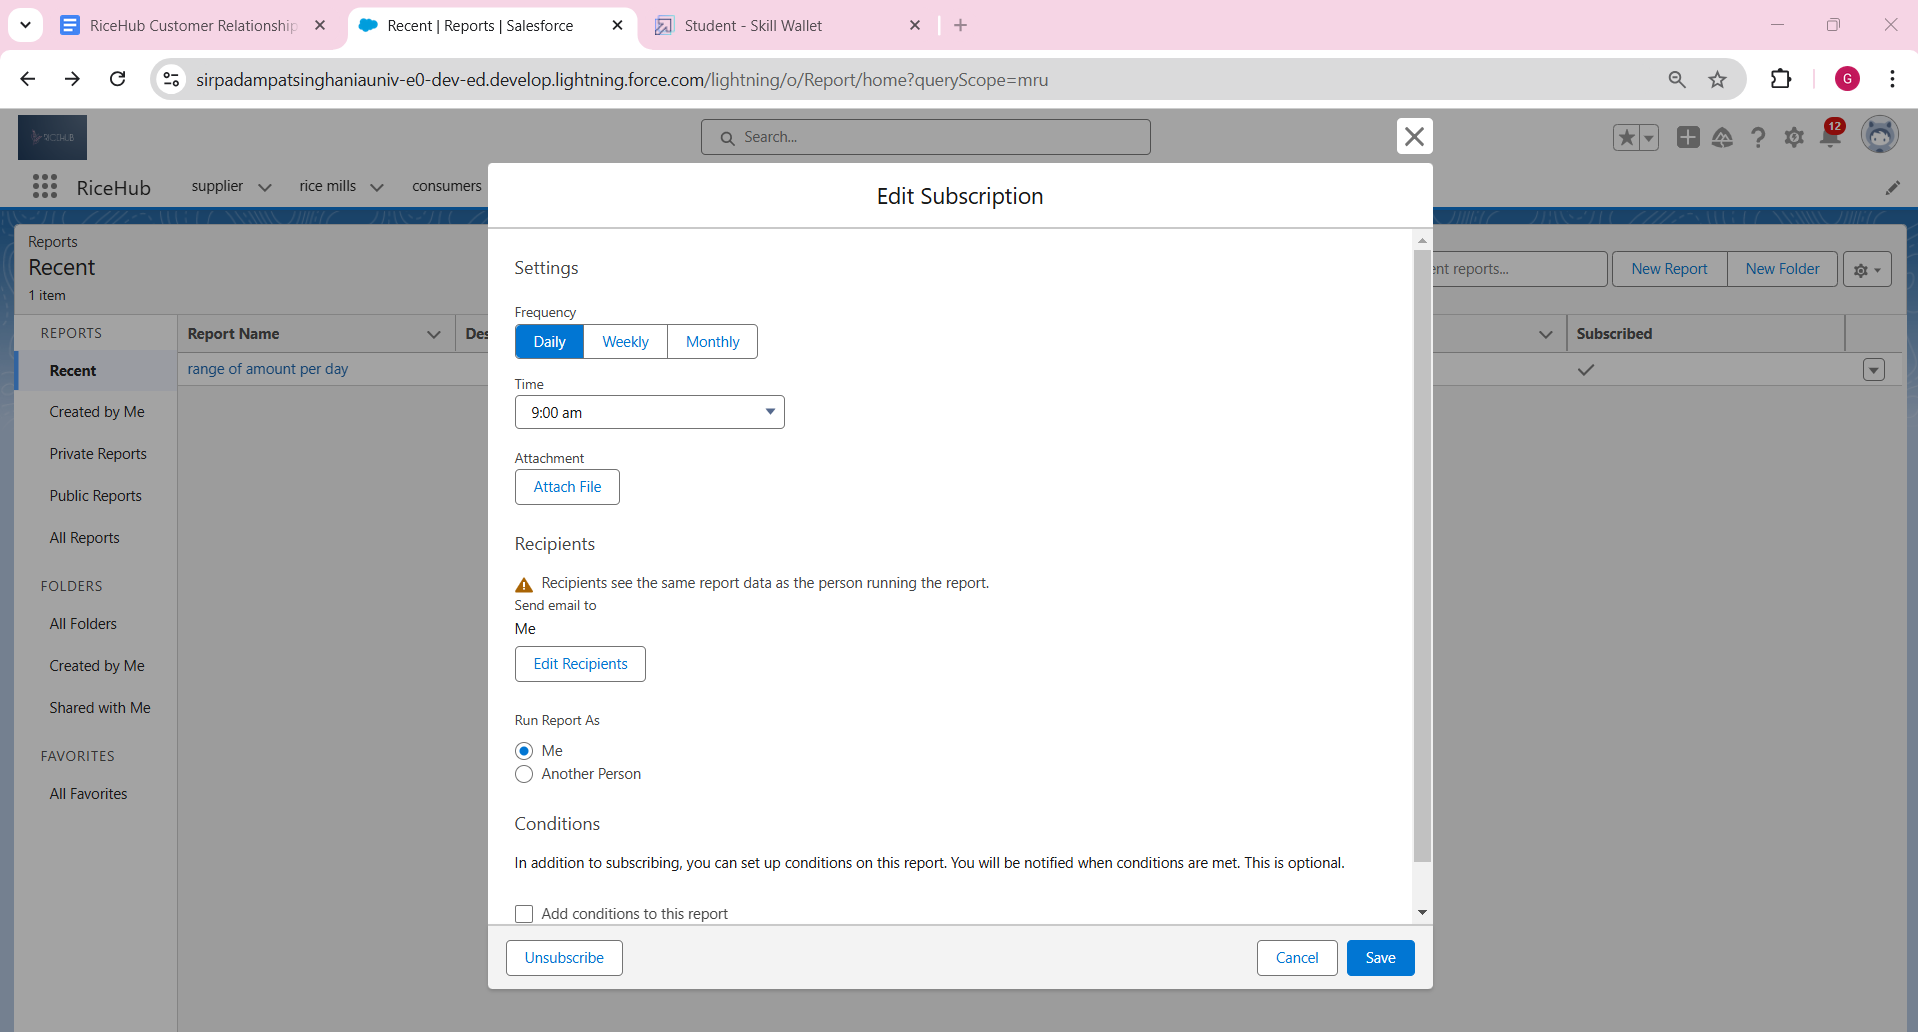 RiceHub Customer Relationship
Recent | Reports | Salesforce
Student - Skill Wallet
sirpadampatsinghaniauniv-e0-dev-ed.develop.lightning.force.com/lightning/o/Report/home?queryScope=mru
G
RICEHUB
Search...
12
RiceHub
supplier
rice mills
consumers
Edit Subscription
Reports
Recent
1 item
ent reports...
New Report
New Folder
REPORTS
Recent
Created by Me
Private Reports
Public Reports
All Reports
FOLDERS
All Folders
Created by Me
Shared with Me
FAVORITES
All Favorites
Report Name
Des
Subscribed
range of amount per day
Settings
Frequency
Daily
Weekly
Monthly
Time
9:00 am
Attachment
Attach File
Recipients
Recipients see the same report data as the person running the report.
Send email to
Me
Edit Recipients
Run Report As
Me
Another Person
Conditions
In addition to subscribing, you can set up conditions on this report. You will be notified when conditions are met. This is optional.
Add conditions to this report
Unsubscribe
Cancel
Save